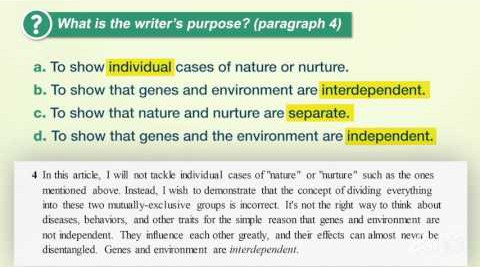 ? What is the writer's purpose? (paragraph 4)
a. To show individual cases of nature or nurture.
b. To show that genes and environment are interdependent.
c. To show that nature and nurture are separate.
d. To show that genes and the environment are independent.
4 In this article, I will not tackle individual cases of "nature" or "nurture" such as the ones
mentioned above. Instead, I wish to demonstrate that the concept of dividing everything
into these two mutually-exclusive groups is incorrect. It's not the right way to think about
diseases, behaviors, and other traits for the simple reason that genes and environment are
not independent. They influence each other greatly, and their effects can almost never be
disentangled. Genes and environment are interdependent.